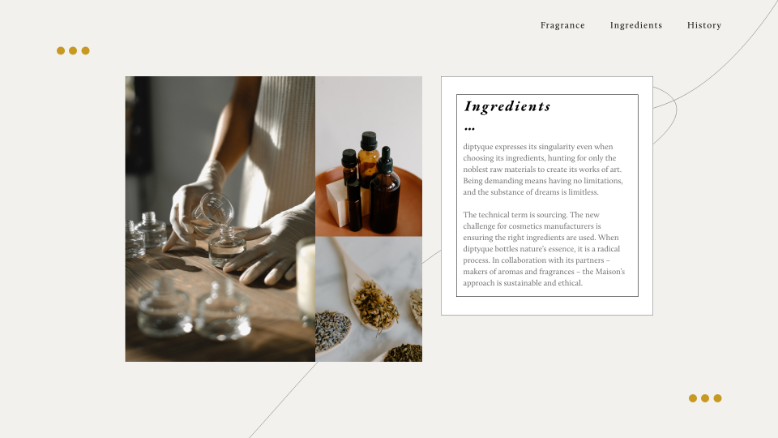 Fragrance Ingredients History
Ingredients
...
diptyque expresses its singularity even when
choosing its ingredients, hunting for only the
noblest raw materials to create its works of art.
Being demanding means having no limitations,
and the substance of dreams is limitless.
The technical term is sourcing. The new
challenge for cosmetics manufacturers is
ensuring the right ingredients are used. When
diptyque bottles nature's essence, it is a radical
process. In collaboration with its partners –
makers of aromas and fragrances – the Maison's
approach is sustainable and ethical.